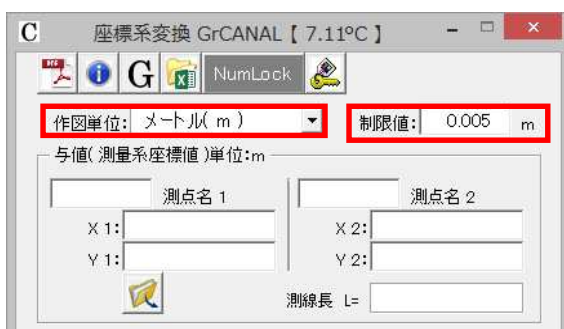 C 座標系変換 GrCANAL【 7.11ºC 】
PDF G NumLock
作図単位: メートル( m ) 制限値: 0.005 m
与値( 測量系座標値 )単位:m
測点名 1 測点名 2
X 1: X 2:
Y 1: Y 2:
測線長 L=